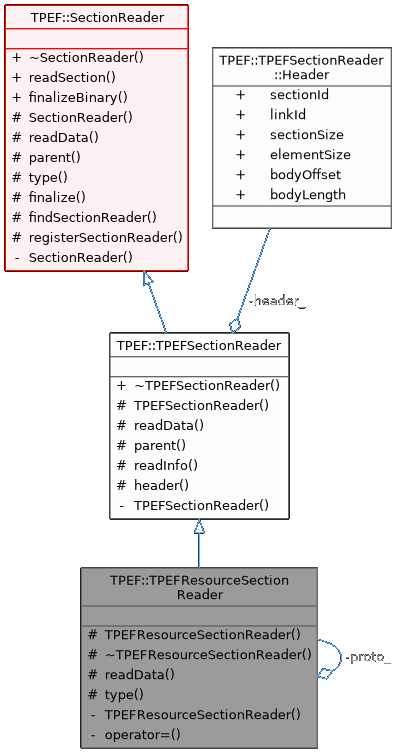 TPEF::SectionReader
+ ~SectionReader()
+ readSection()
+ finalizeBinary()
# SectionReader()
# readData()
# parent()
# type()
# finalize()
# findSectionReader()
# registerSectionReader()
- SectionReader()
TPEF::TPEFSectionReader
::Header
+ sectionId
+ linkId
+ sectionSize
+ elementSize
+ bodyOffset
+ bodyLength
-header_
TPEF::TPEFSectionReader
+ ~TPEFSectionReader()
# TPEFSectionReader()
# readData()
# parent()
# readInfo()
# header()
- TPEFSectionReader()
TPEF::TPEFResourceSection
Reader
# TPEFResourceSectionReader()
# ~TPEFResourceSectionReader()
# readData()
# type()
- TPEFResourceSectionReader()
- operator=()
-proto_